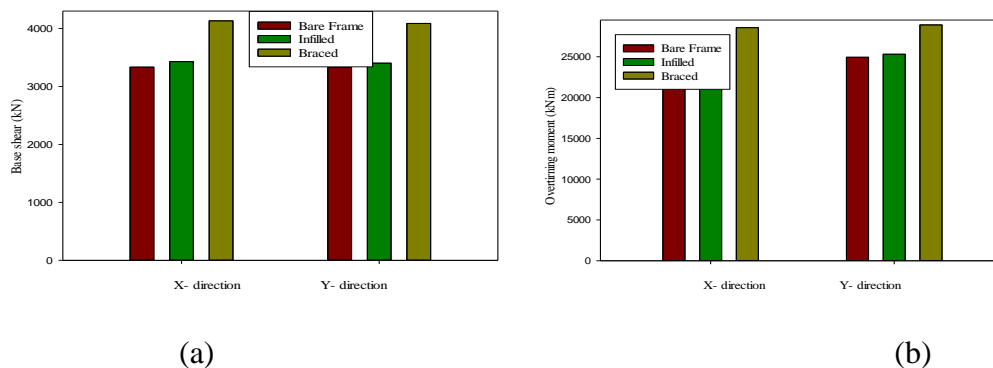 4000
3000
2000
1000
0
Base shear (kN)
Bare Frame
Infilled
Braced
X- direction
Y- direction
(a)
25000
20000
15000
10000
5000
0
Overtirning moment (kNm)
Bare Frame
Infilled
Braced
X- direction
Y- direction
(b)